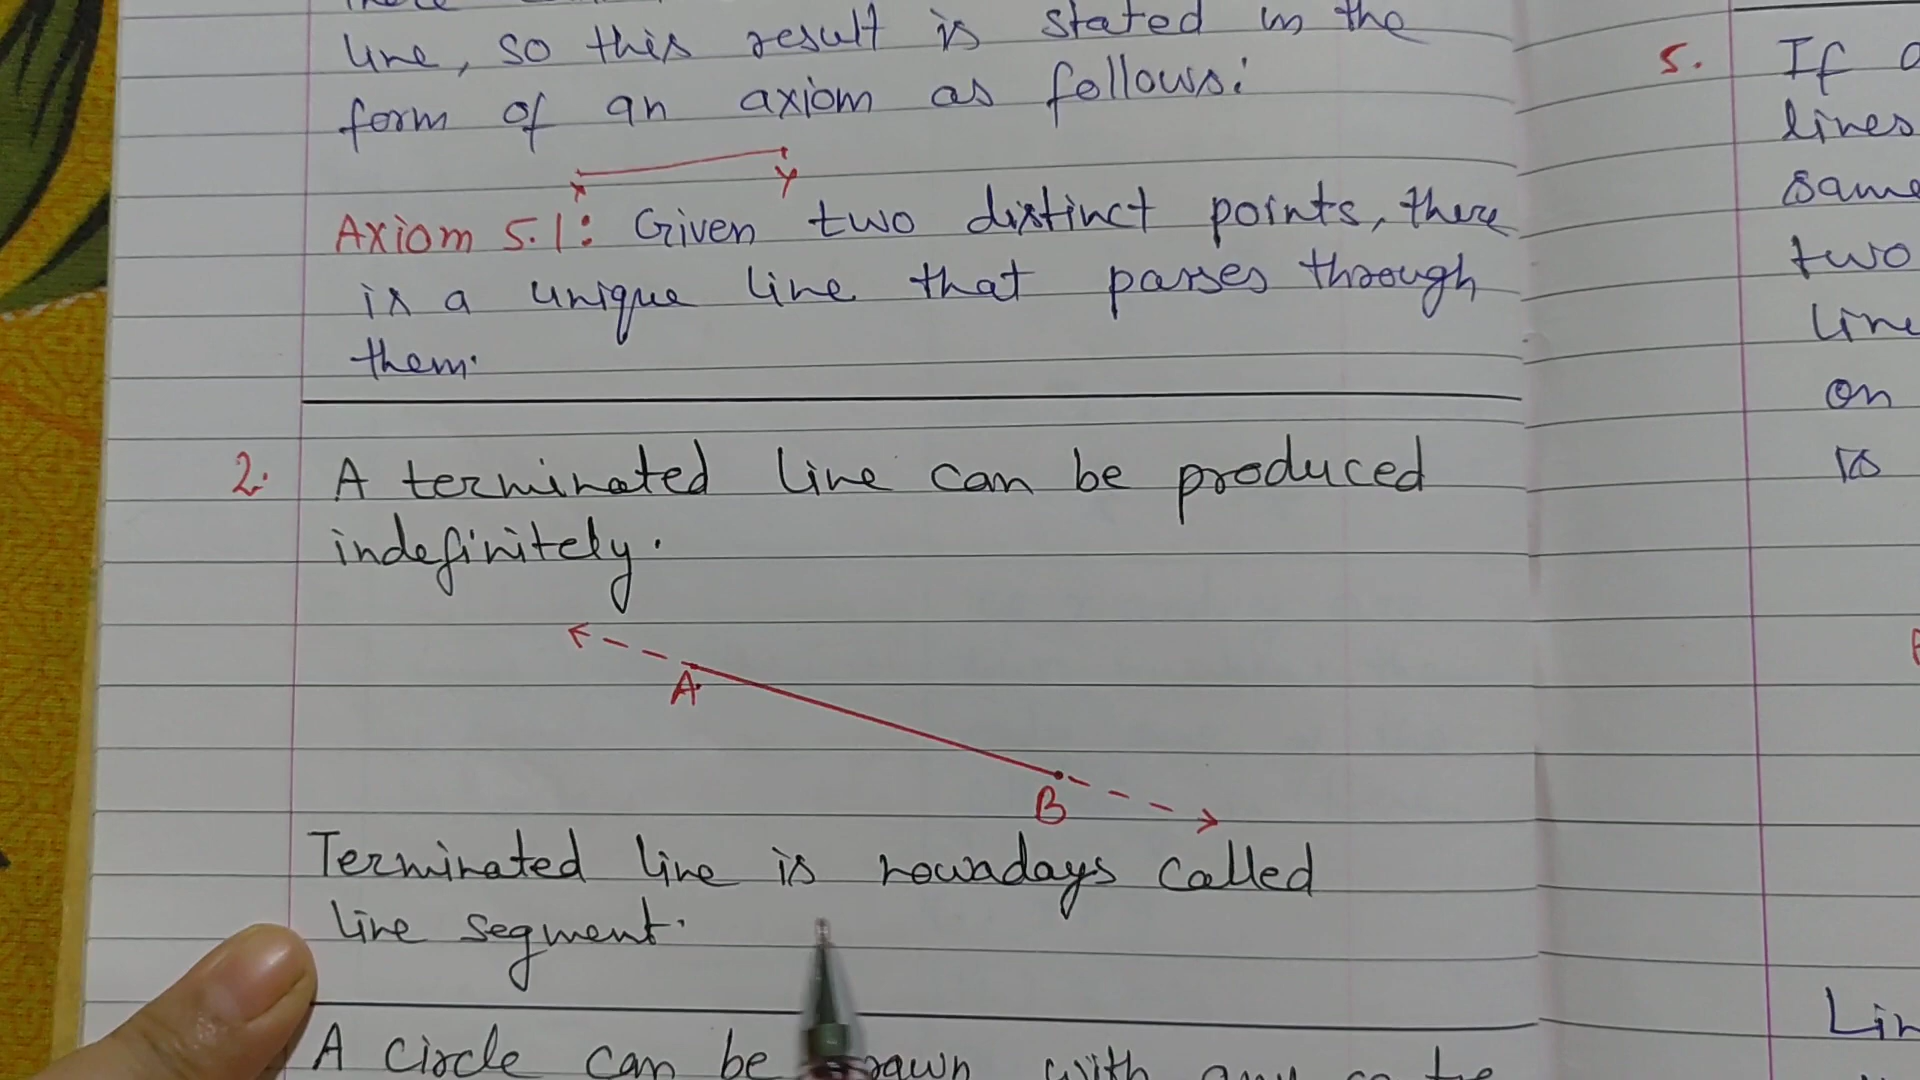 line, so this result is stated in the
form of an axiom as follows:
x y
Axiom 5.1: Given two distinct points, there
is a unique line that passes through
them.
2. A terminated line can be produced
indefinitely.
A
B
Terminated line is nowadays called
line segment.
A circle can be
with any
5. If
lines
same
two
line
on
is